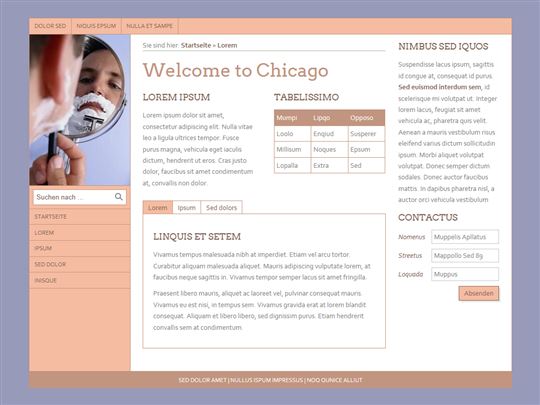 DOLOR SED NIQUIS EPSUM NULLA ET SAMPE
Suchen nach ...
STARTSEITE
LOREM
IPSUM
SED DOLOR
INISQUE
Sie sind hier: Startseite » Lorem
Welcome to Chicago
LOREM IPSUM
Lorem ipsum dolor sit amet,
consectetur adipiscing elit. Nulla vitae
leo a ligula ultrices tempor. Fusce
purus magna, vehicula eget iaculis
dictum, hendrerit ut eros. Cras justo
dolor, faucibus sit amet condimentum
at, convallis non nisl.
TABELISSIMO
Mumpi Lipqo Opposo
Loolo Enqiud Susperer
Millisum Noques Epsum
Lopalla Extra Sed
Lorem Ipsum Sed dolors
LINQUIS ET SETEM
Vivamus tempus malesuada nibh at imperdiet. Etiam vel arcu tortor.
Curabitur aliquam malesuada aliquet. Mauris adipiscing vulputate lorem, at
faucibus neque sagittis in. Vivamus tempor semper lacus sit amet fringilla.
Praesent libero mauris, aliquet ac laoreet vel, pulvinar consequat mauris.
Vivamus eu est nisi, in tempus sem. Vivamus gravida erat at lorem blandit
consequat. Aliquam et libero libero, sed dignissim purus. Etiam hendrerit
convallis sem at condimentum.
NIMBUS SED IQUOS
Suspendisse lacus ipsum, sagittis
id congue at, consequat id purus.
Sed euismod interdum sem, id
scelerisque mi volutpat ut. Integer
lorem lacus, feugiat sit amet
vehicula ac, pharetra quis velit.
Aenean a mauris vestibulum risus
eleifend varius dictum sollicitudin
ipsum. Morbi aliquet volutpat
volutpat. Donec semper dictum
sodales. Donec auctor faucibus
mattis. In dapibus pharetra nisl, a
auctor orci vehicula vestibulum
CONTACTUS
Nomenus Muppelis Apllatus
Streetus Mappollo Sed 89
Loquada Muppus
Absenden
SED DOLOR AMET | NULLUS ISPUM IMPRESSUS | NOQ QUNICE ALLIUT